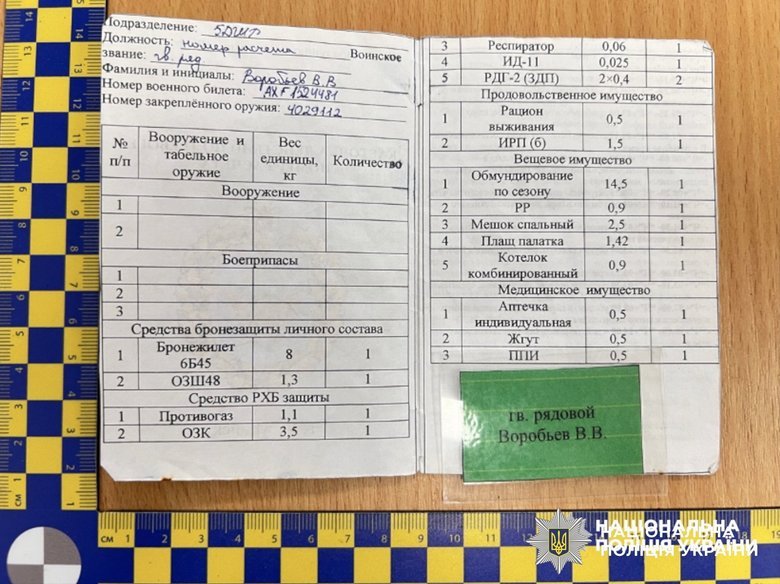 Подразделение: 5ДШР
Должность: номер расчета Воинское
звание: гв. ряд
Фамилия и инициалы: Воробьев В.В
Номер военного билета: АХF1524481
Номер закреплённого оружия: 4029112
№ п/п Вооружение и табельное оружие Вес единицы, кг Количество
Вооружение
1
2
Боеприпасы
1
2
3
Средства бронезащиты личного состава
1 Бронежилет 6Б45 8 1
2 ОЗШ48 1,3 1
Средство РХБ защиты
1 Противогаз 1,1 1
2 ОЗК 3,5 1
3 Респиратор 0,06 1
4 ИД-11 0,025 1
5 РДГ-2 (ЗДП) 2×0,4 2
Продовольственное имущество
1 Рацион выживания 0,5 1
2 ИРП (б) 1,5 1
Вещевое имущество
1 Обмундирование по сезону 14,5 1
2 РР 0,9 1
3 Мешок спальный 2,5 1
4 Плащ палатка 1,42 1
5 Котелок комбинированный 0,9 1
Медицинское имущество
1 Аптечка индивидуальная 0,5 1
2 Жгут 0,5 1
3 ППИ 0,5 1
гв. рядовой
Воробьев В.В.
НАЦІОНАЛЬНА
ПОЛІЦІЯ УКРАЇНИ